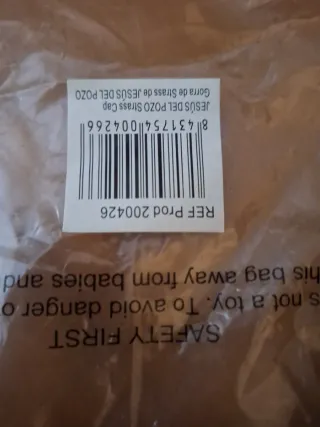 REF Prod 200426
8 431754 004266
JESÚS DEL POZO Strass Cap
Gorra de Strass de JESÚS DEL POZO
SAFETY FIRST
s not a toy. To avoid danger o
his bag away from babies and